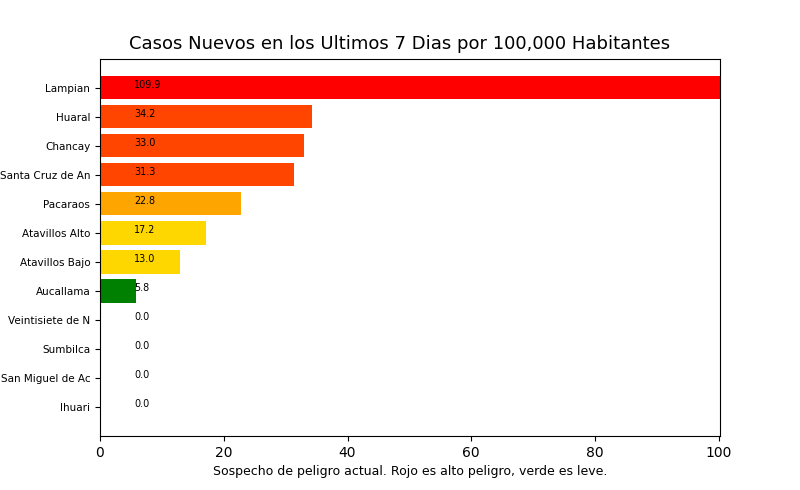 Casos Nuevos en los Ultimos 7 Dias por 100,000 Habitantes
Lampian 109.9
Huaral 34.2
Chancay 33.0
Santa Cruz de An 31.3
Pacaraos 22.8
Atavillos Alto 17.2
Atavillos Bajo 13.0
Aucallama 5.8
Veintisiete de N 0.0
Sumbilca 0.0
San Miguel de Ac 0.0
Ihuari 0.0
0 20 40 60 80 100
Sospecho de peligro actual. Rojo es alto peligro, verde es leve.